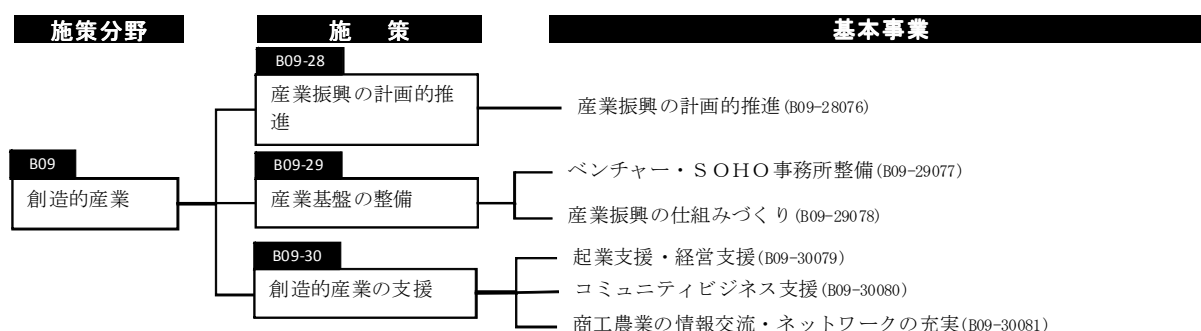 施策分野
施　策
基本事業
B09-28
産業振興の計画的推
進
産業振興の計画的推進(B09-28076)
B09
創造的産業
B09-29
産業基盤の整備
ベンチャー・ＳＯＨＯ事務所整備(B09-29077)
産業振興の仕組みづくり(B09-29078)
B09-30
創造的産業の支援
起業支援・経営支援(B09-30079)
コミュニティビジネス支援(B09-30080)
商工農業の情報交流・ネットワークの充実(B09-30081)